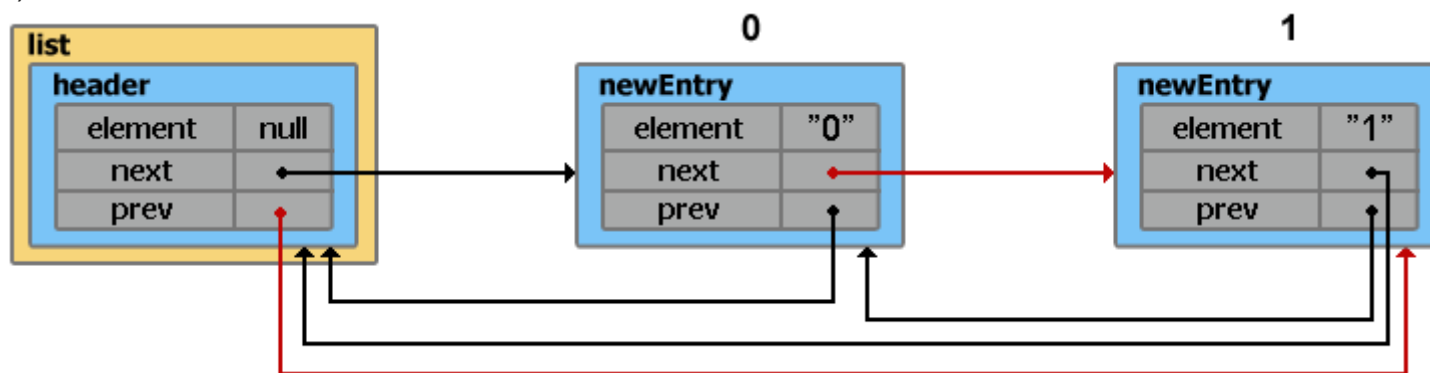 0 1
list
header
element null
next
prev
newEntry
element ”0”
next
prev
newEntry
element ”1”
next
prev